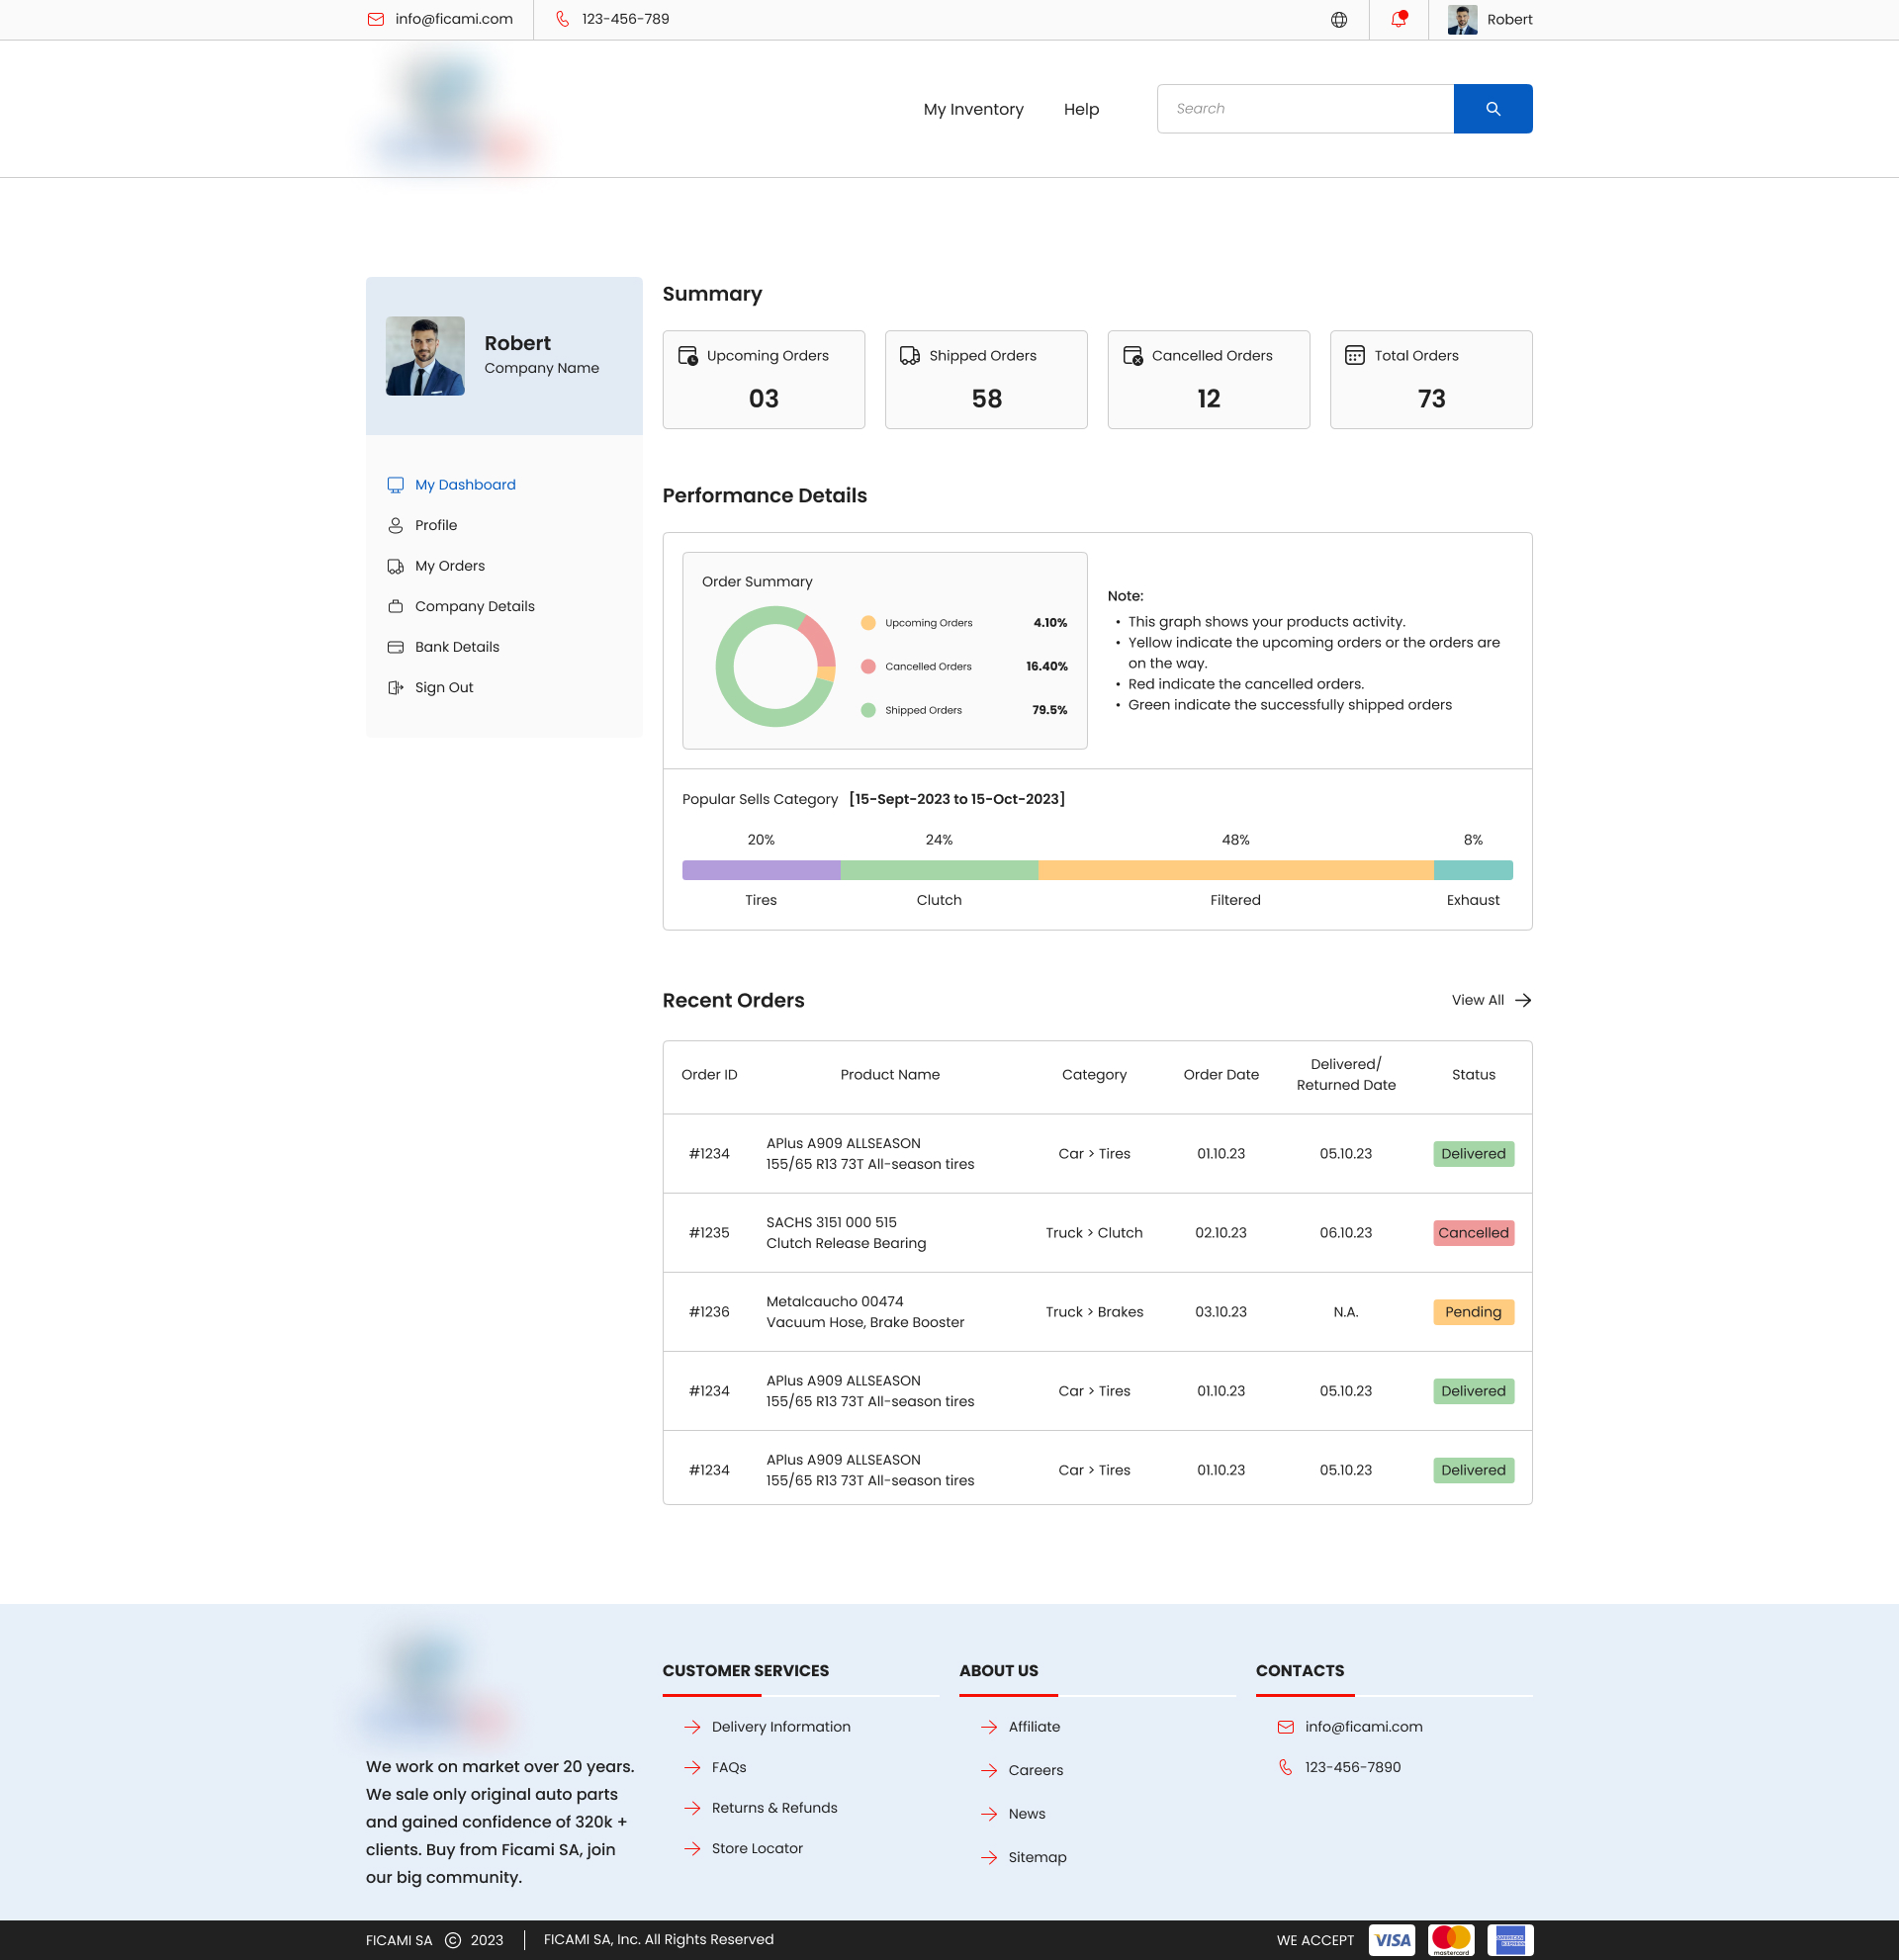 info@ficami.com
123-456-789
Robert
My Inventory
Help
Search
Robert
Company Name
My Dashboard
Profile
My Orders
Company Details
Bank Details
Sign Out
Summary
Upcoming Orders
03
Shipped Orders
58
Cancelled Orders
12
Total Orders
73
Performance Details
Order Summary
Upcoming Orders 4.10%
Cancelled Orders 16.40%
Shipped Orders 79.5%
Note:
• This graph shows your products activity.
• Yellow indicate the upcoming orders or the orders are
on the way.
• Red indicate the cancelled orders.
• Green indicate the successfully shipped orders
Popular Sells Category [15-Sept-2023 to 15-Oct-2023]
20% 24% 48% 8%
Tires Clutch Filtered Exhaust
Recent Orders
View All
Order ID Product Name Category Order Date Delivered/
Returned Date Status
#1234 APlus A909 ALLSEASON
155/65 R13 73T All-season tires Car > Tires 01.10.23 05.10.23 Delivered
#1235 SACHS 3151 000 515
Clutch Release Bearing Truck > Clutch 02.10.23 06.10.23 Cancelled
#1236 Metalcaucho 00474
Vacuum Hose, Brake Booster Truck > Brakes 03.10.23 N.A. Pending
#1234 APlus A909 ALLSEASON
155/65 R13 73T All-season tires Car > Tires 01.10.23 05.10.23 Delivered
#1234 APlus A909 ALLSEASON
155/65 R13 73T All-season tires Car > Tires 01.10.23 05.10.23 Delivered
We work on market over 20 years.
We sale only original auto parts
and gained confidence of 320k +
clients. Buy from Ficami SA, join
our big community.
CUSTOMER SERVICES
Delivery Information
FAQs
Returns & Refunds
Store Locator
ABOUT US
Affiliate
Careers
News
Sitemap
CONTACTS
info@ficami.com
123-456-7890
FICAMI SA © 2023
FICAMI SA, Inc. All Rights Reserved
WE ACCEPT
VISA
mastercard
AMERICAN
EXPRESS